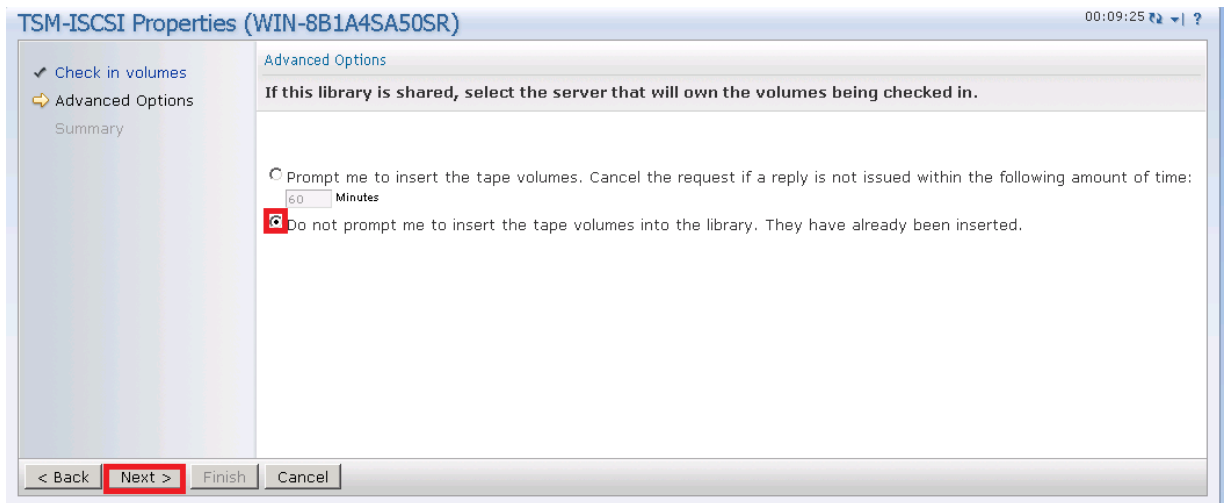 TSM-ISCSI Properties (WIN-8B1A4SA50SR)
00:09:25 ?
Check in volumes
Advanced Options
Summary
Advanced Options
If this library is shared, select the server that will own the volumes being checked in.
Prompt me to insert the tape volumes. Cancel the request if a reply is not issued within the following amount of time:
60 Minutes
Do not prompt me to insert the tape volumes into the library. They have already been inserted.
< Back Next > Finish Cancel